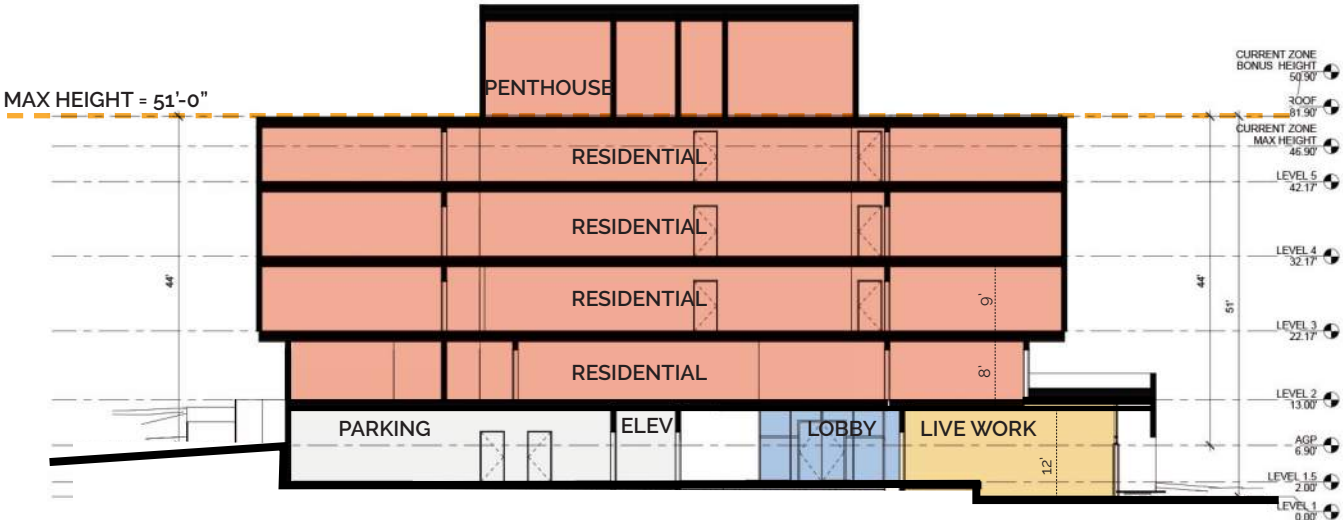 CURRENT ZONE
BONUS HEIGHT
50.90'
MAX HEIGHT = 51'-0"
PENTHOUSE
ROOF
CURRENT ZONE
MAX HEIGHT
46.90'
RESIDENTIAL
LEVEL 5
42.17'
RESIDENTIAL
LEVEL 4
32.17'
44'
44'
51'
RESIDENTIAL
9'
LEVEL 3
22.17'
RESIDENTIAL
8'
LEVEL 2
13.00'
PARKING
ELEV
LOBBY
LIVE WORK
AGP
6.90'
12'
LEVEL 1.5
2.00'
LEVEL 1
0.00'